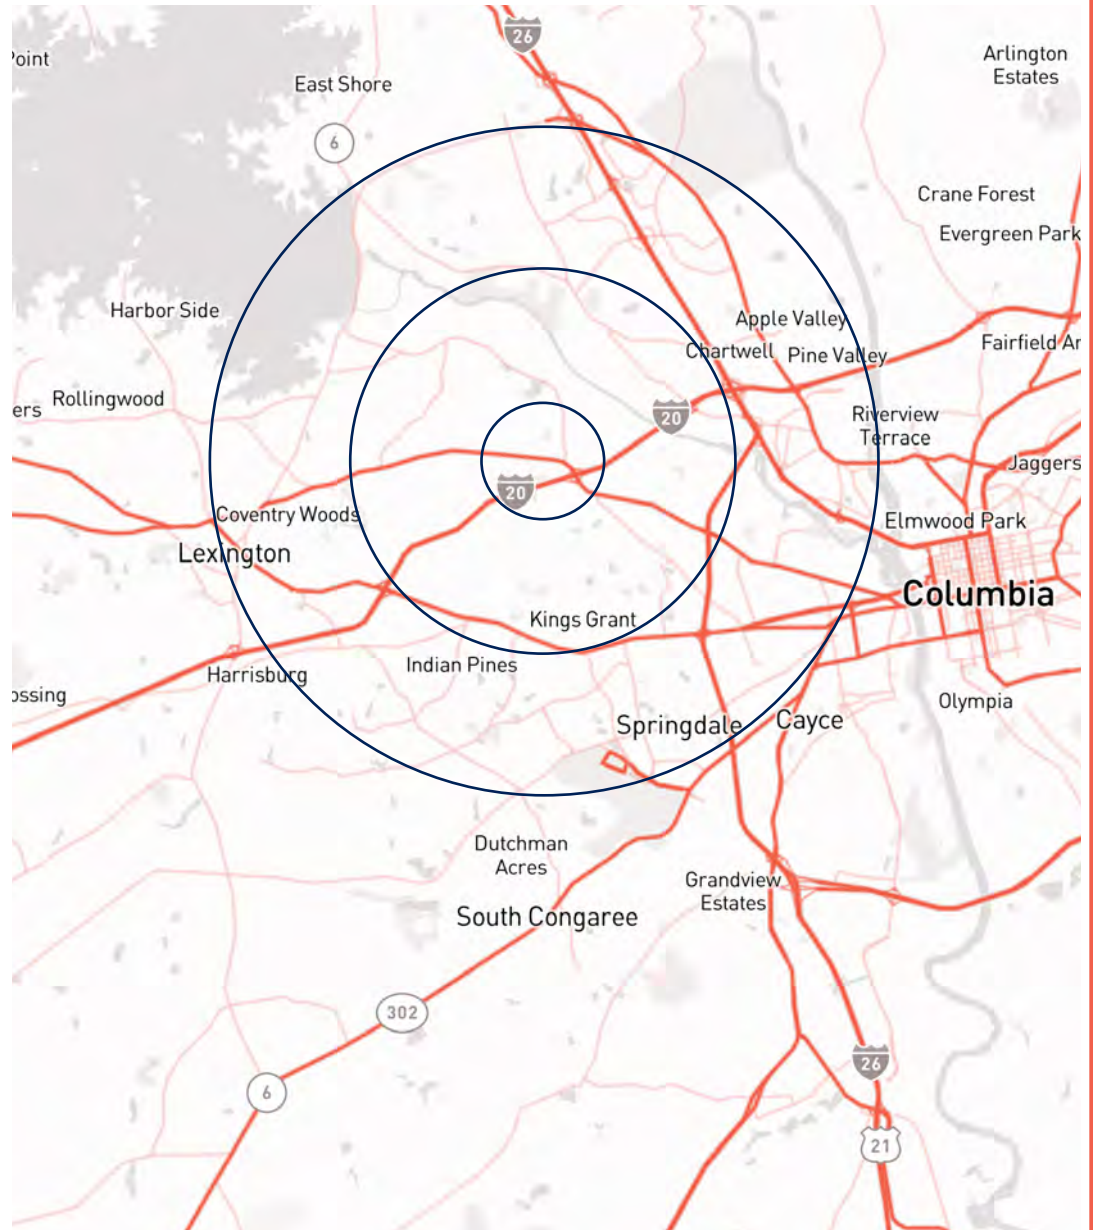 26
Point
Arlington
Estates
East Shore
6
Crane Forest
Evergreen Park
Harbor Side
Apple Valley
Fairfield Ar
Chartwell
Pine Valley
Rollingwood
ers
20
Riverview
Terrace
Jaggers
20
Coventry Woods
Elmwood Park
Lexington
Columbia
Kings Grant
Indian Pines
Harrisburg
ossing
Olympia
Springdale
Cayce
Dutchman
Acres
Grandview
Estates
South Congaree
302
26
6
21